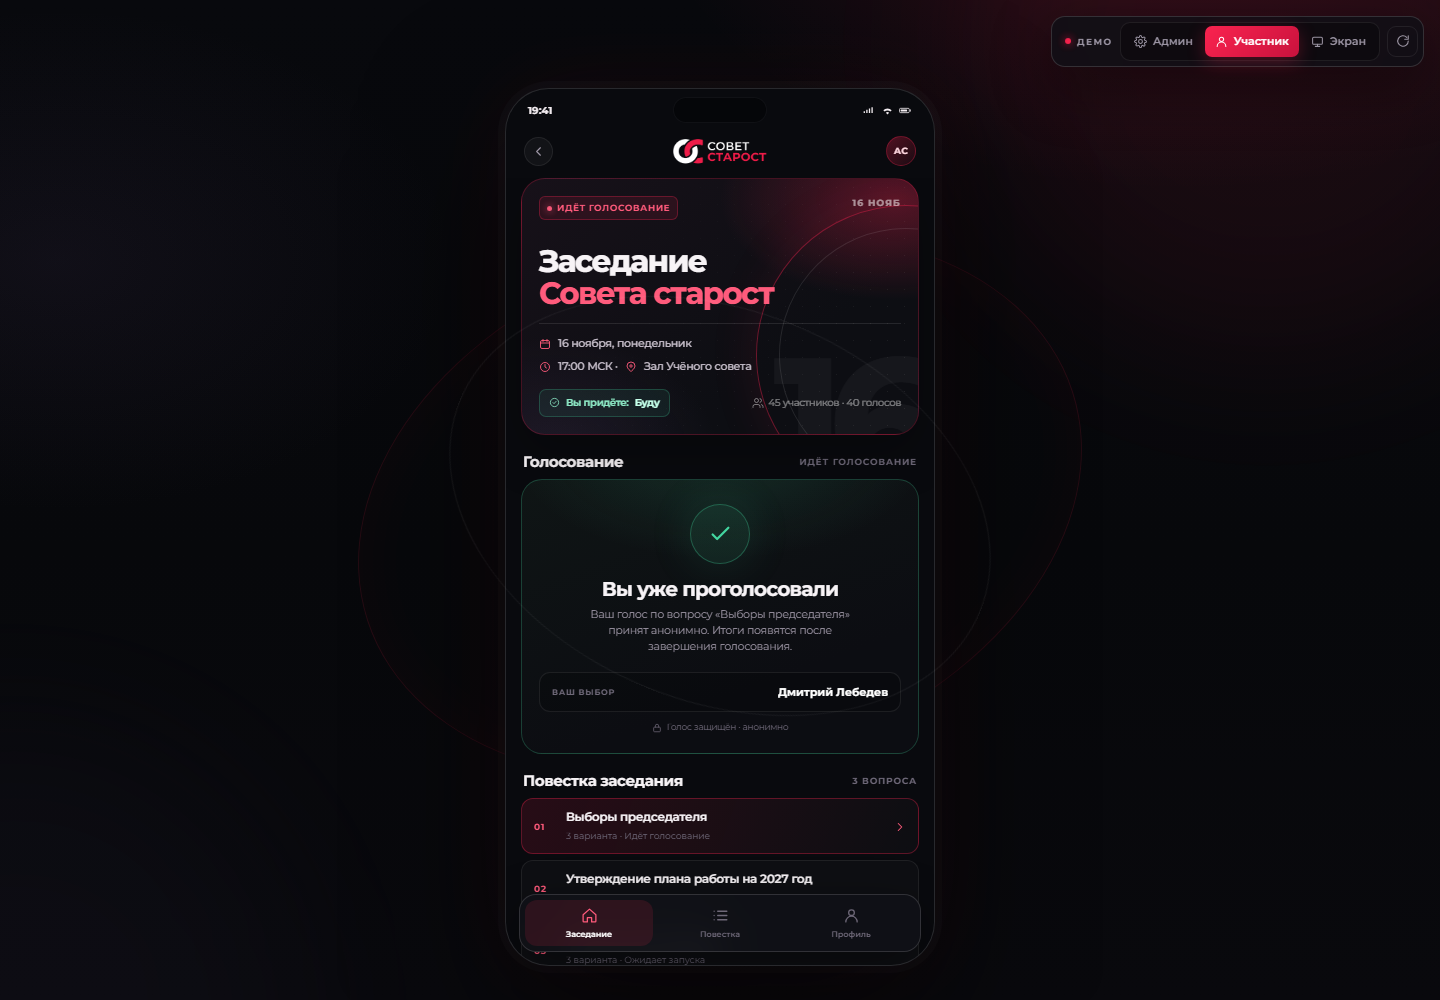 ДЕМО
Админ
Участник
Экран
19:41
СОВЕТ
СТАРОСТ
АС
ИДЁТ ГОЛОСОВАНИЕ
16 НОЯБ
Заседание
Совета старост
16 ноября, понедельник
17:00 МСК · Зал Учёного совета
16
Вы придёте: Буду
45 участников · 40 голосов
Голосование
ИДЁТ ГОЛОСОВАНИЕ
Вы уже проголосовали
Ваш голос по вопросу «Выборы председателя»
принят анонимно. Итоги появятся после
завершения голосования.
ВАШ ВЫБОР
Дмитрий Лебедев
Голос защищён · анонимно
Повестка заседания
3 ВОПРОСА
01
Выборы председателя
3 варианта · Идёт голосование
02
Утверждение плана работы на 2027 год
Заседание
Повестка
Профиль
3 варианта · Ожидает запуска